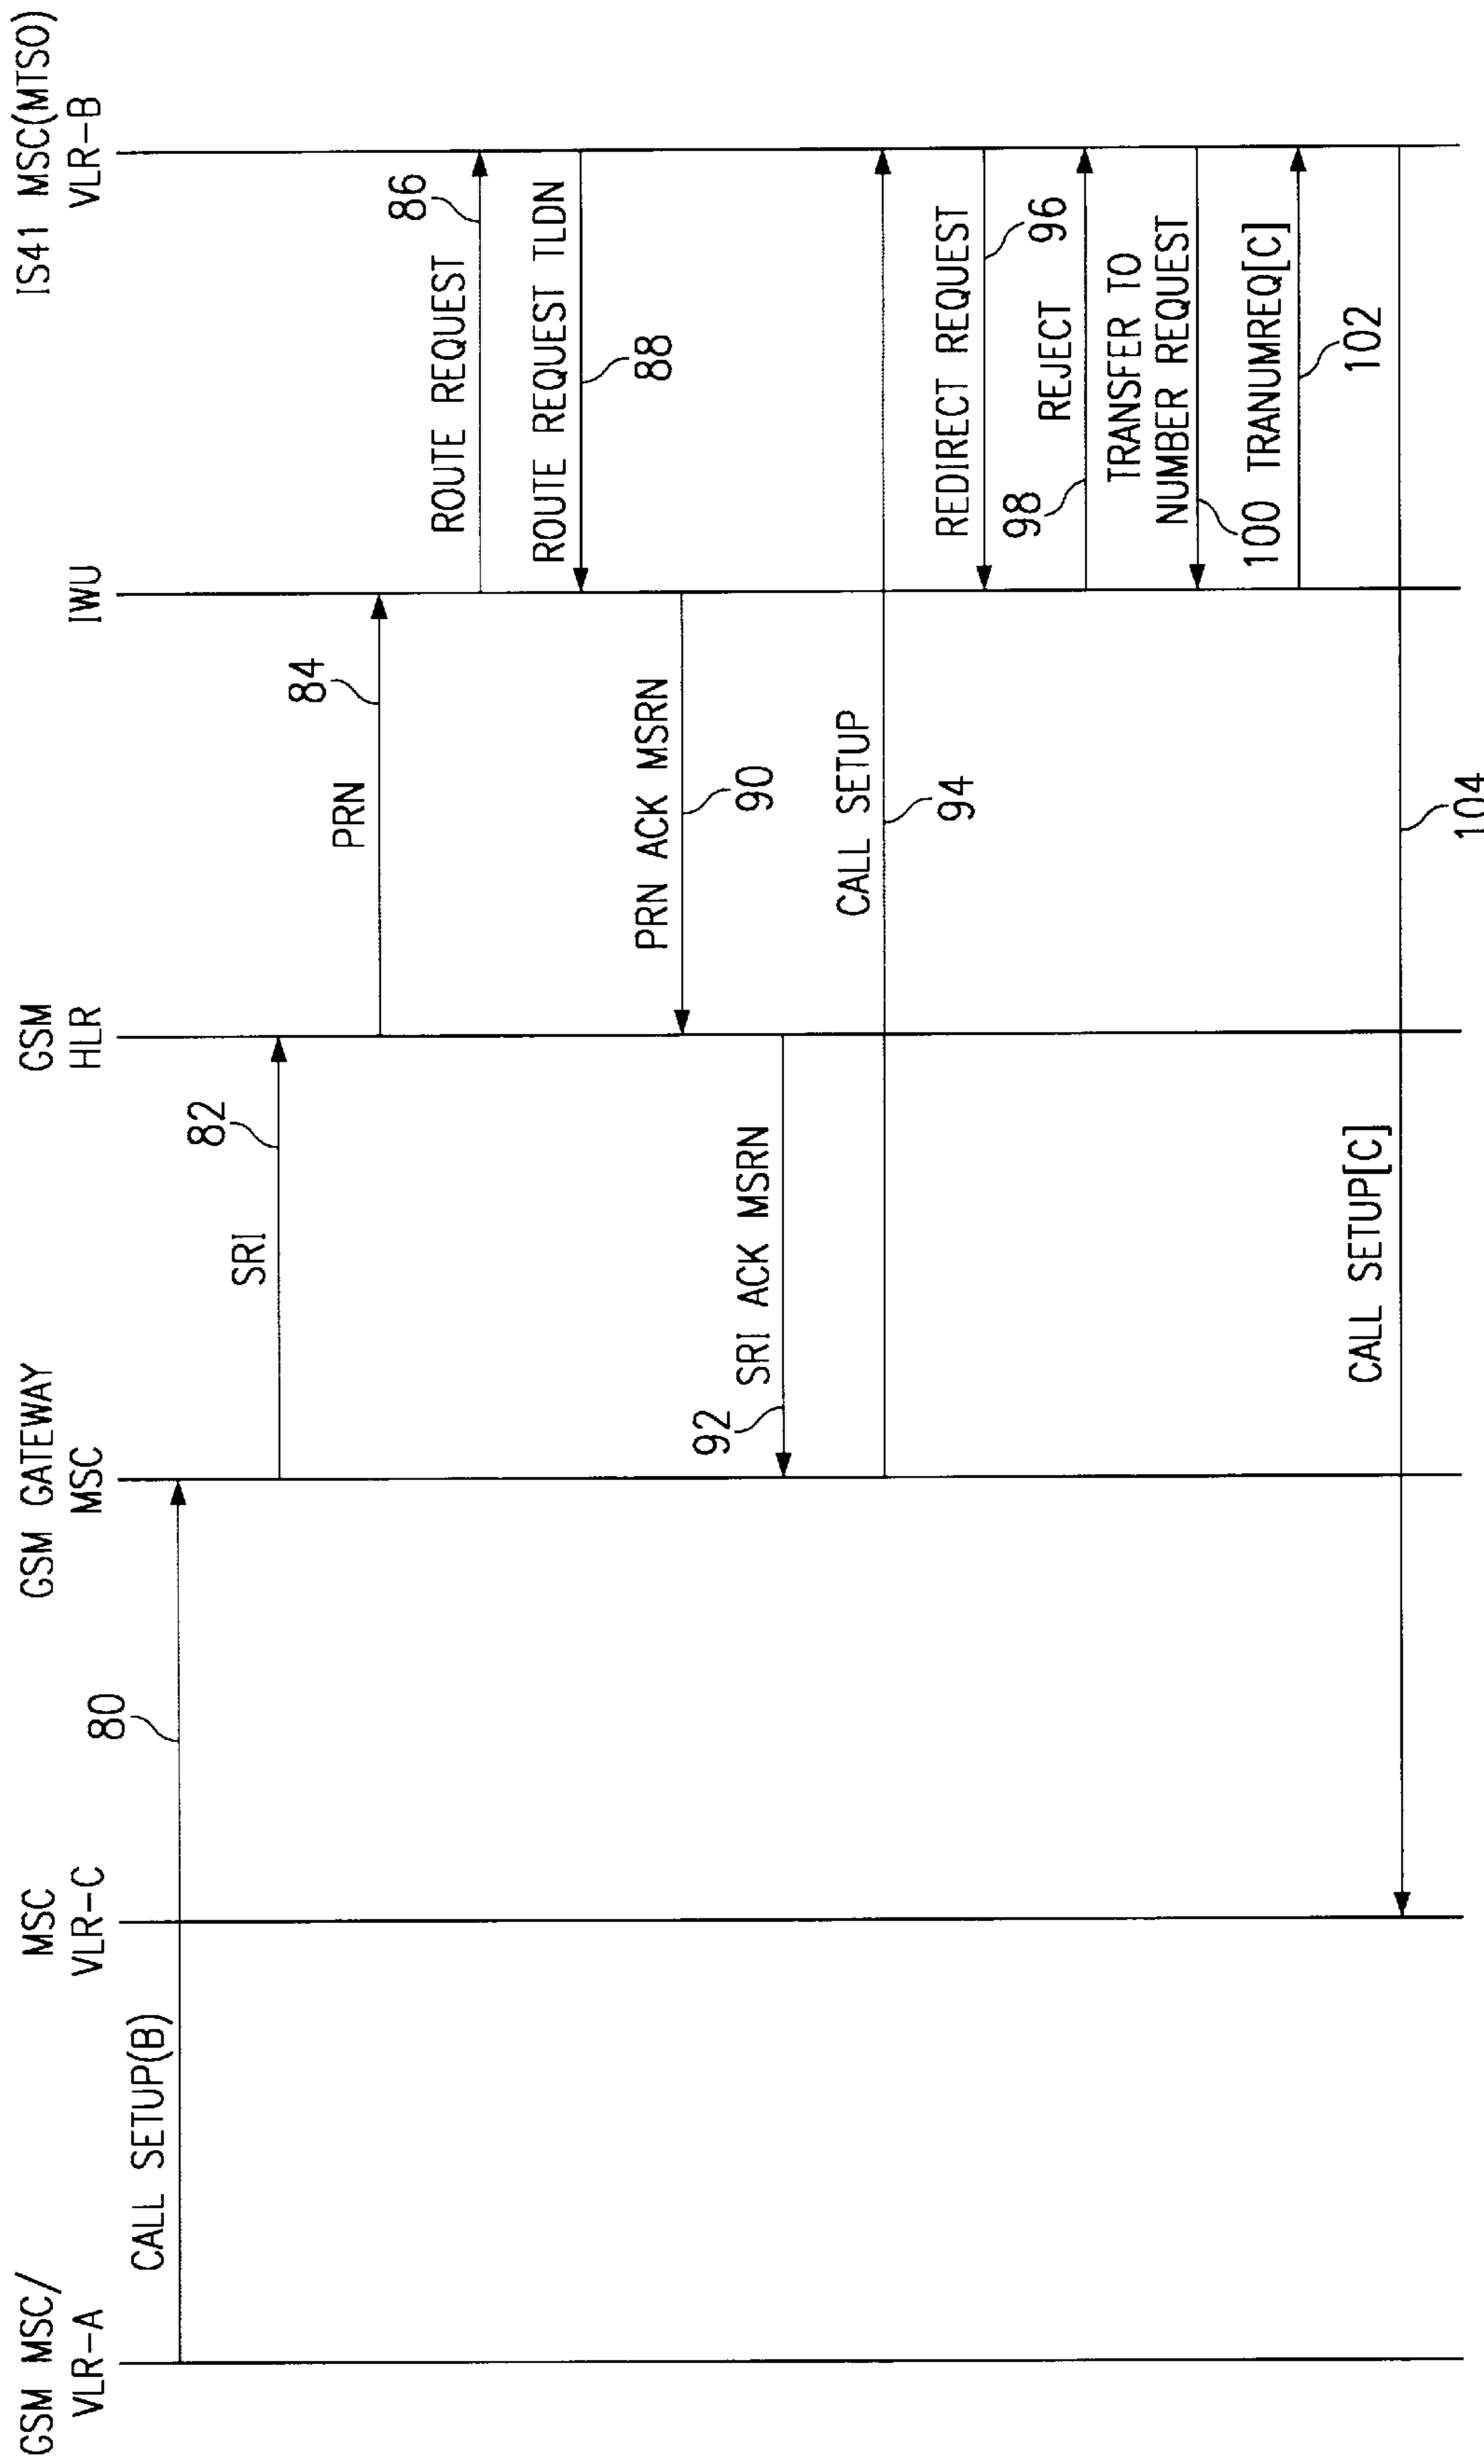 GSM MSC/
VLR-A
MSC
VLR-C
GSM GATEWAY
MSC
GSM
HLR
IWU
IS41 MSC(MTSO)
VLR-B
CALL SETUP(B)
80
SRI
82
PRN
84
ROUTE REQUEST
86
ROUTE REQUEST TLDN
88
PRN ACK MSRN
90
SRI ACK MSRN
92
CALL SETUP
94
REDIRECT REQUEST
96
REJECT
98
TRANSFER TO
NUMBER REQUEST
100
TRANUMREQ[C]
102
CALL SETUP[C]
104